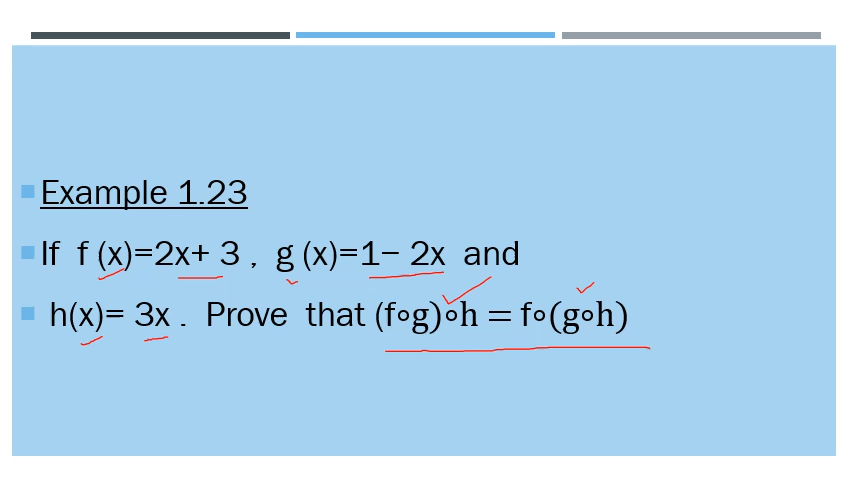 Example 1.23
If f (x)=2x+ 3 , g (x)=1− 2x and
h(x)= 3x . Prove that (f∘g)∘h = f∘(g∘h)